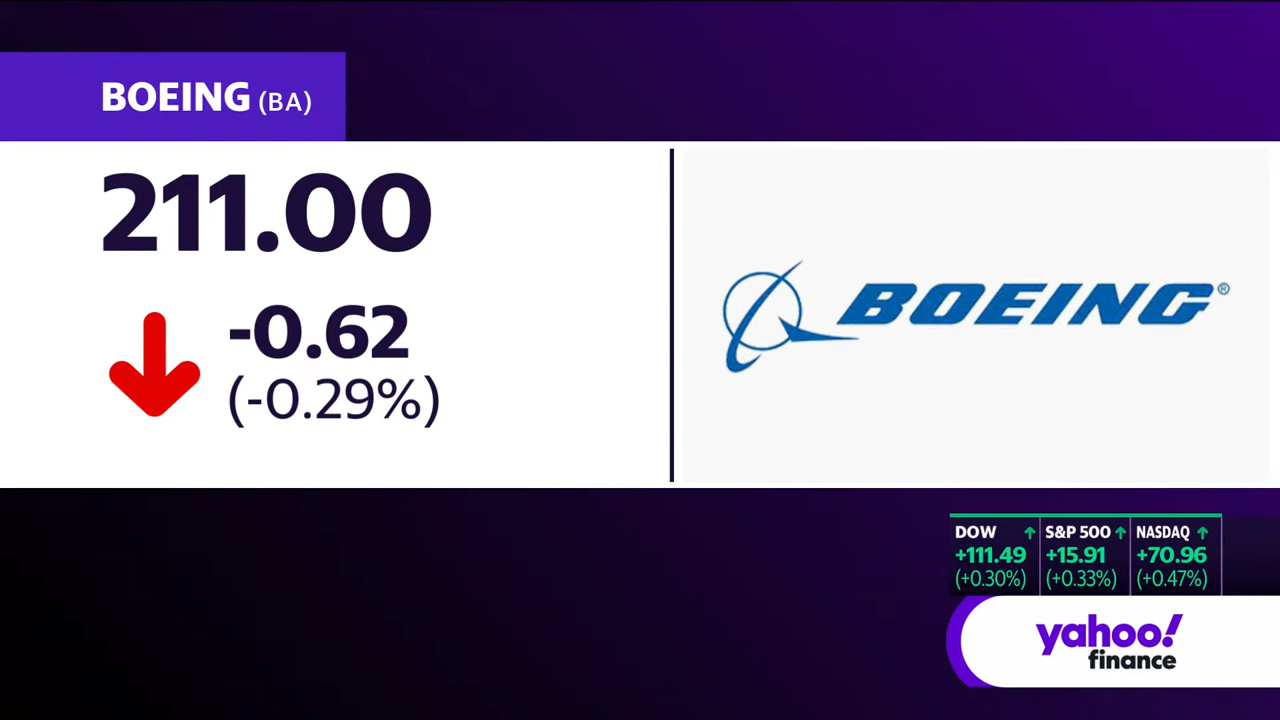 BOEING (BA)
211.00
-0.62
(-0.29%)
BOEING®
DOW
+111.49
(+0.30%)
S&P 500
+15.91
(+0.33%)
NASDAQ
+70.96
(+0.47%)
yahoo!
finance